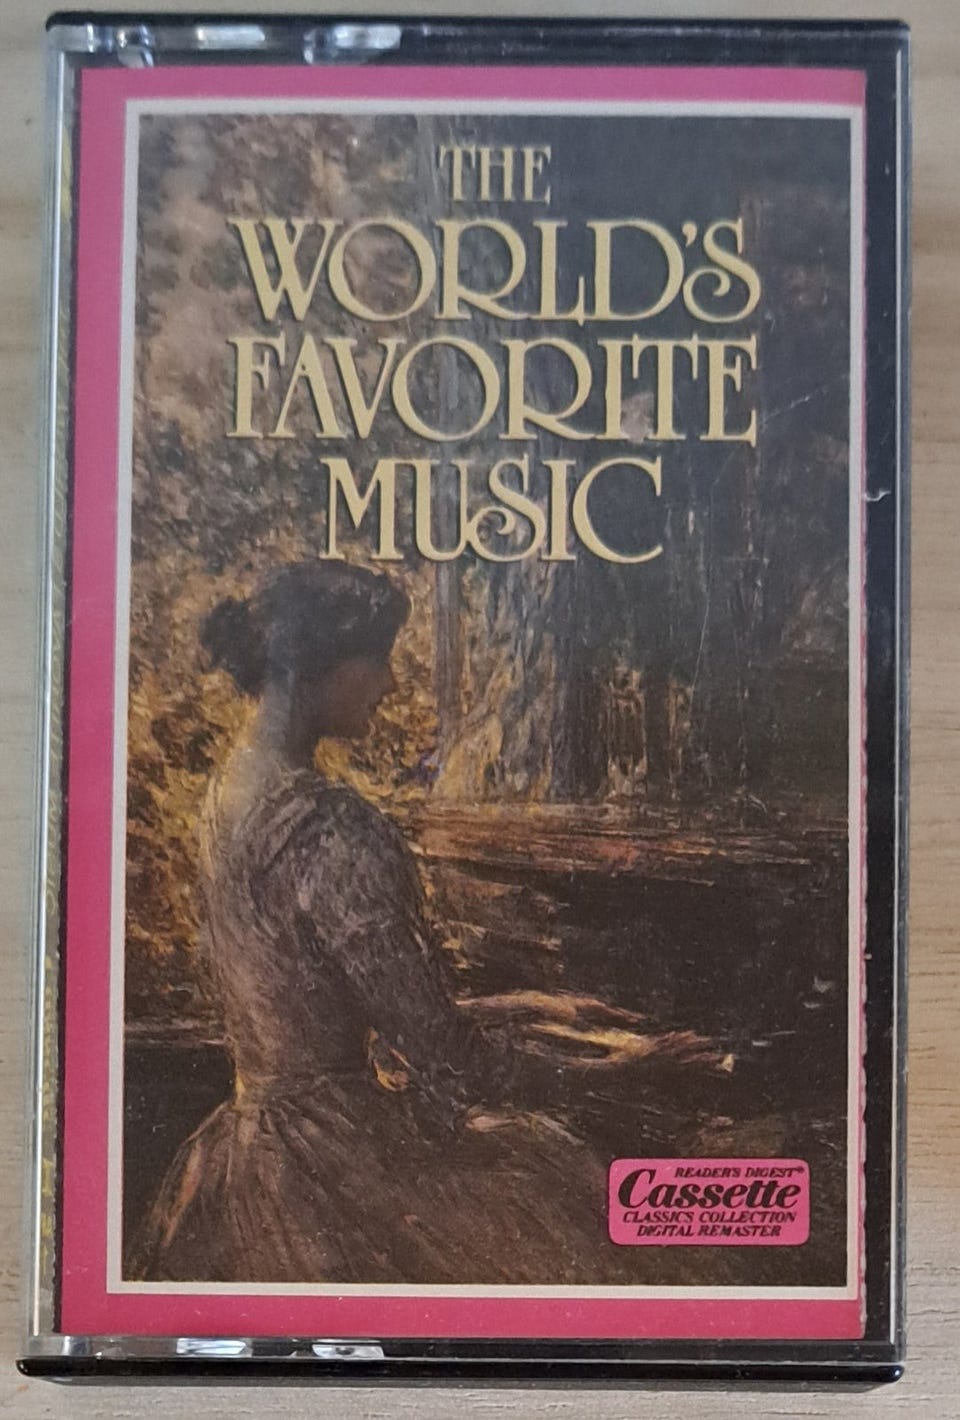 THE
WORLD'S
FAVORITE
MUSIC
READER'S DIGEST®
Cassette
CLASSICS COLLECTION
DIGITAL REMASTER